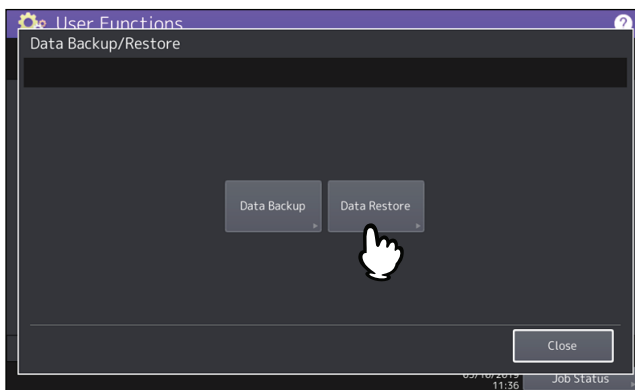 User Functions
?
Data Backup/Restore
Data Backup
Data Restore
Close
11:36
Job Status